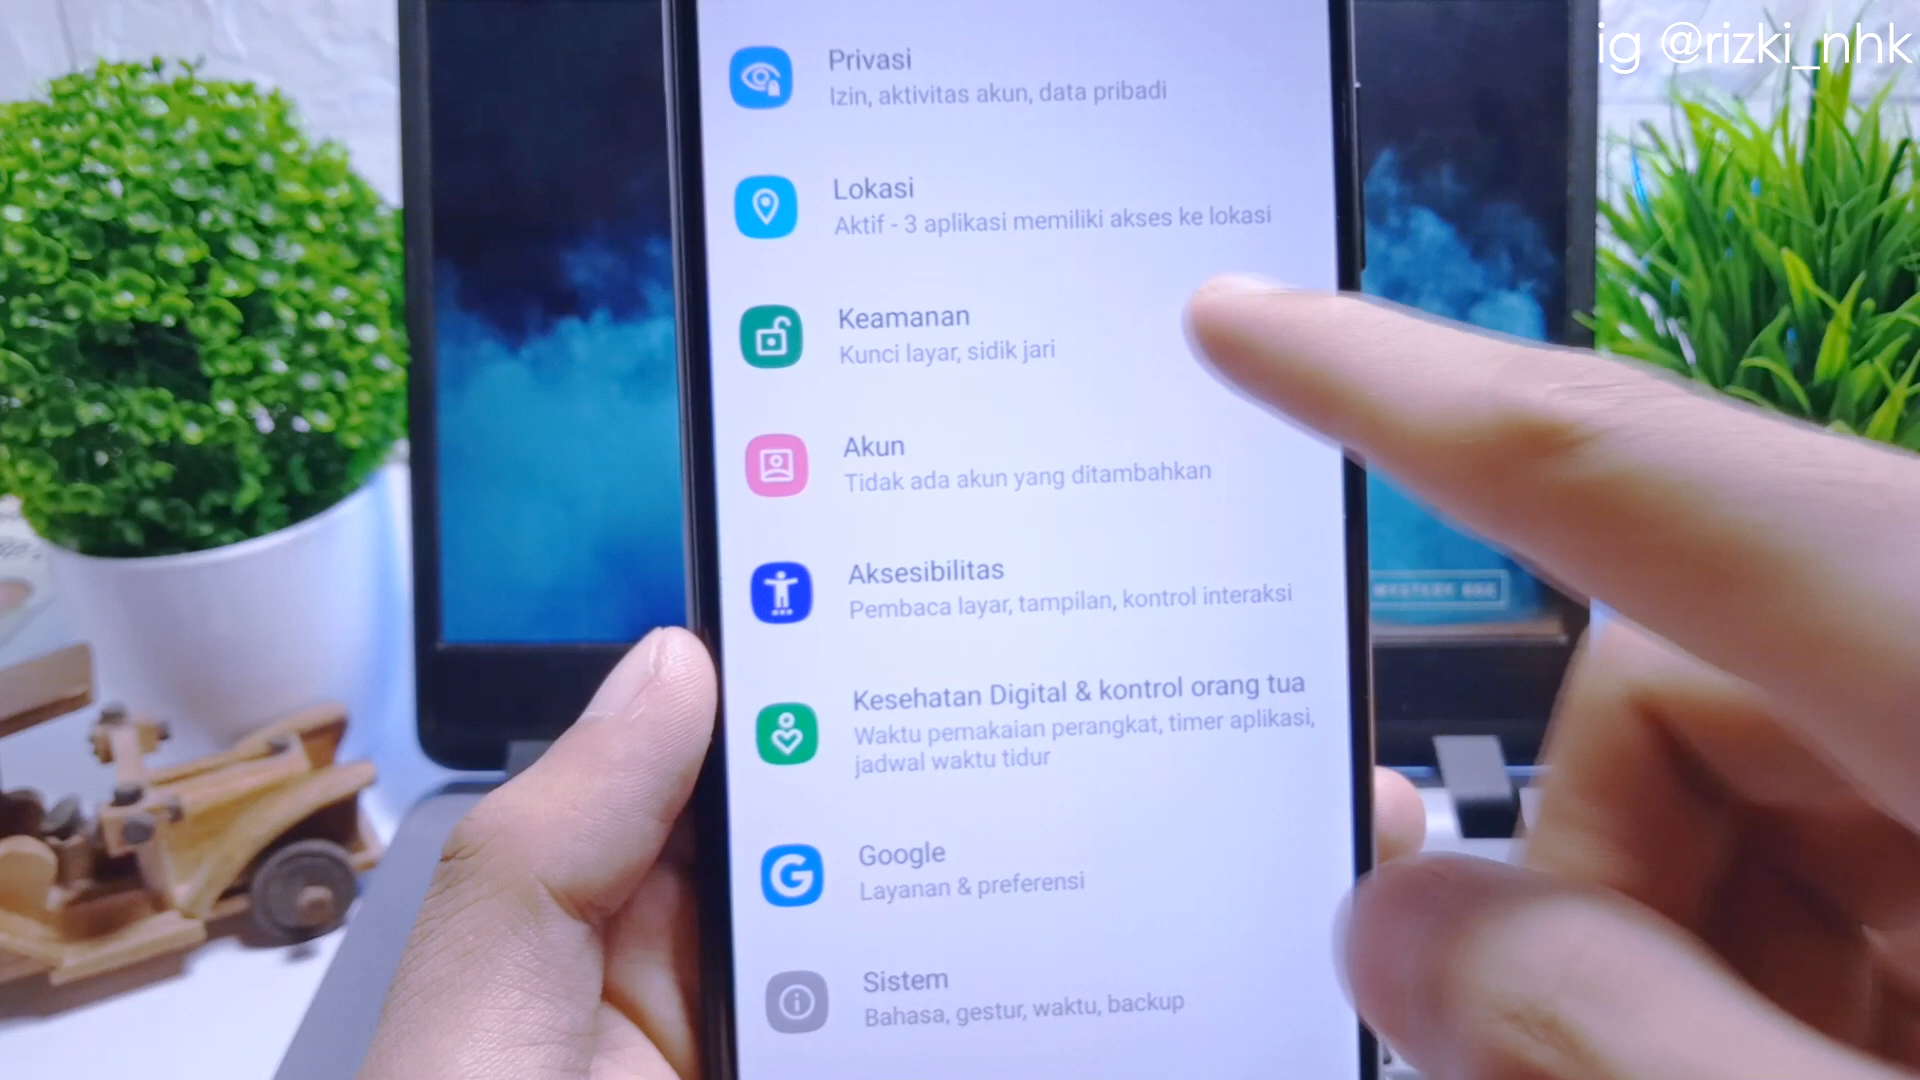 ig @rizki_nhk
Privasi
Izin, aktivitas akun, data pribadi
Lokasi
Aktif - 3 aplikasi memiliki akses ke lokasi
Keamanan
Kunci layar, sidik jari
Akun
Tidak ada akun yang ditambahkan
Aksesibilitas
Pembaca layar, tampilan, kontrol interaksi
Kesehatan Digital & kontrol orang tua
Waktu pemakaian perangkat, timer aplikasi,
jadwal waktu tidur
Google
Layanan & preferensi
Sistem
Bahasa, gestur, waktu, backup
MYSTERY BOX